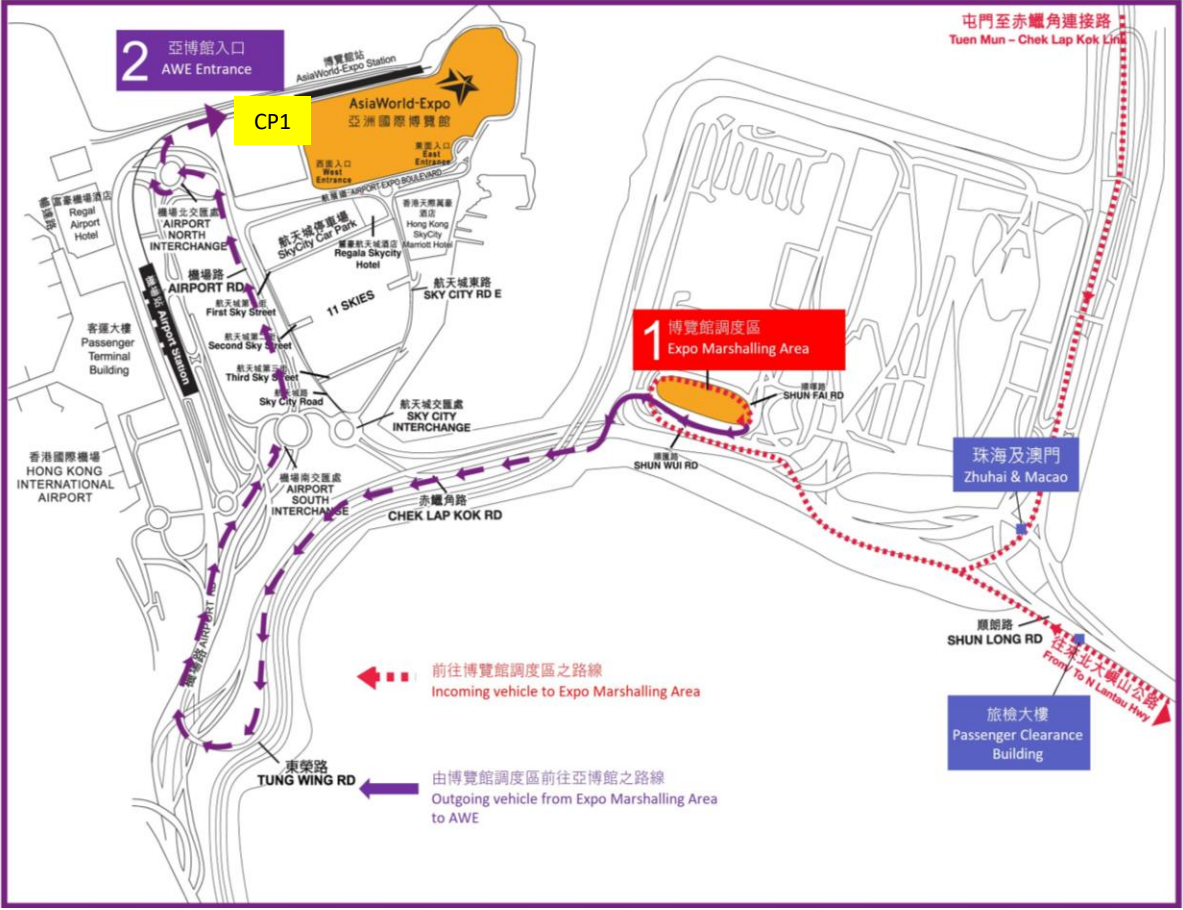 屯門至赤鱲角連接路
Tuen Mun – Chek Lap Kok Link
2
亞博館入口
AWE Entrance
博覽館站
AsiaWorld-Expo Station
CP1
AsiaWorld-Expo
亞洲國際博覽館
東面入口
East
Entrance
西面入口
West
Entrance
航展道 AIRPORT EXPO BOULEVARD
富豪機場酒店
Regal
Airport
Hotel
機場北交匯處
AIRPORT
NORTH
INTERCHANGE
航天城停車場
SkyCity Car Park
麗豪航天城酒店
Regala Skycity
Hotel
香港天際萬豪
酒店
Hong Kong
SkyCity
Marriott Hotel
機場路
AIRPORT RD
航天城東路
SKY CITY RD E
11 SKIES
First Sky Street
Second Sky Street
航天城第三街
Third Sky Street
航天城路
Sky City Road
機場站 Airport Station
客運大樓
Passenger
Terminal
Building
航天城交匯處
SKY CITY
INTERCHANGE
1
博覽館調度區
Expo Marshalling Area
順暉路
SHUN FAI RD
順匯路
SHUN WUI RD
香港國際機場
HONG KONG
INTERNATIONAL
AIRPORT
機場南交匯處
AIRPORT
SOUTH
INTERCHANGE
赤鱲角路
CHEK LAP KOK RD
珠海及澳門
Zhuhai & Macao
機場路 AIRPORT RD
順朗路
SHUN LONG RD
往來北大嶼山公路
From/ To N Lantau Hwy
前往博覽館調度區之路線
Incoming vehicle to Expo Marshalling Area
旅檢大樓
Passenger Clearance
Building
東榮路
TUNG WING RD
由博覽館調度區前往亞博館之路線
Outgoing vehicle from Expo Marshalling Area
to AWE